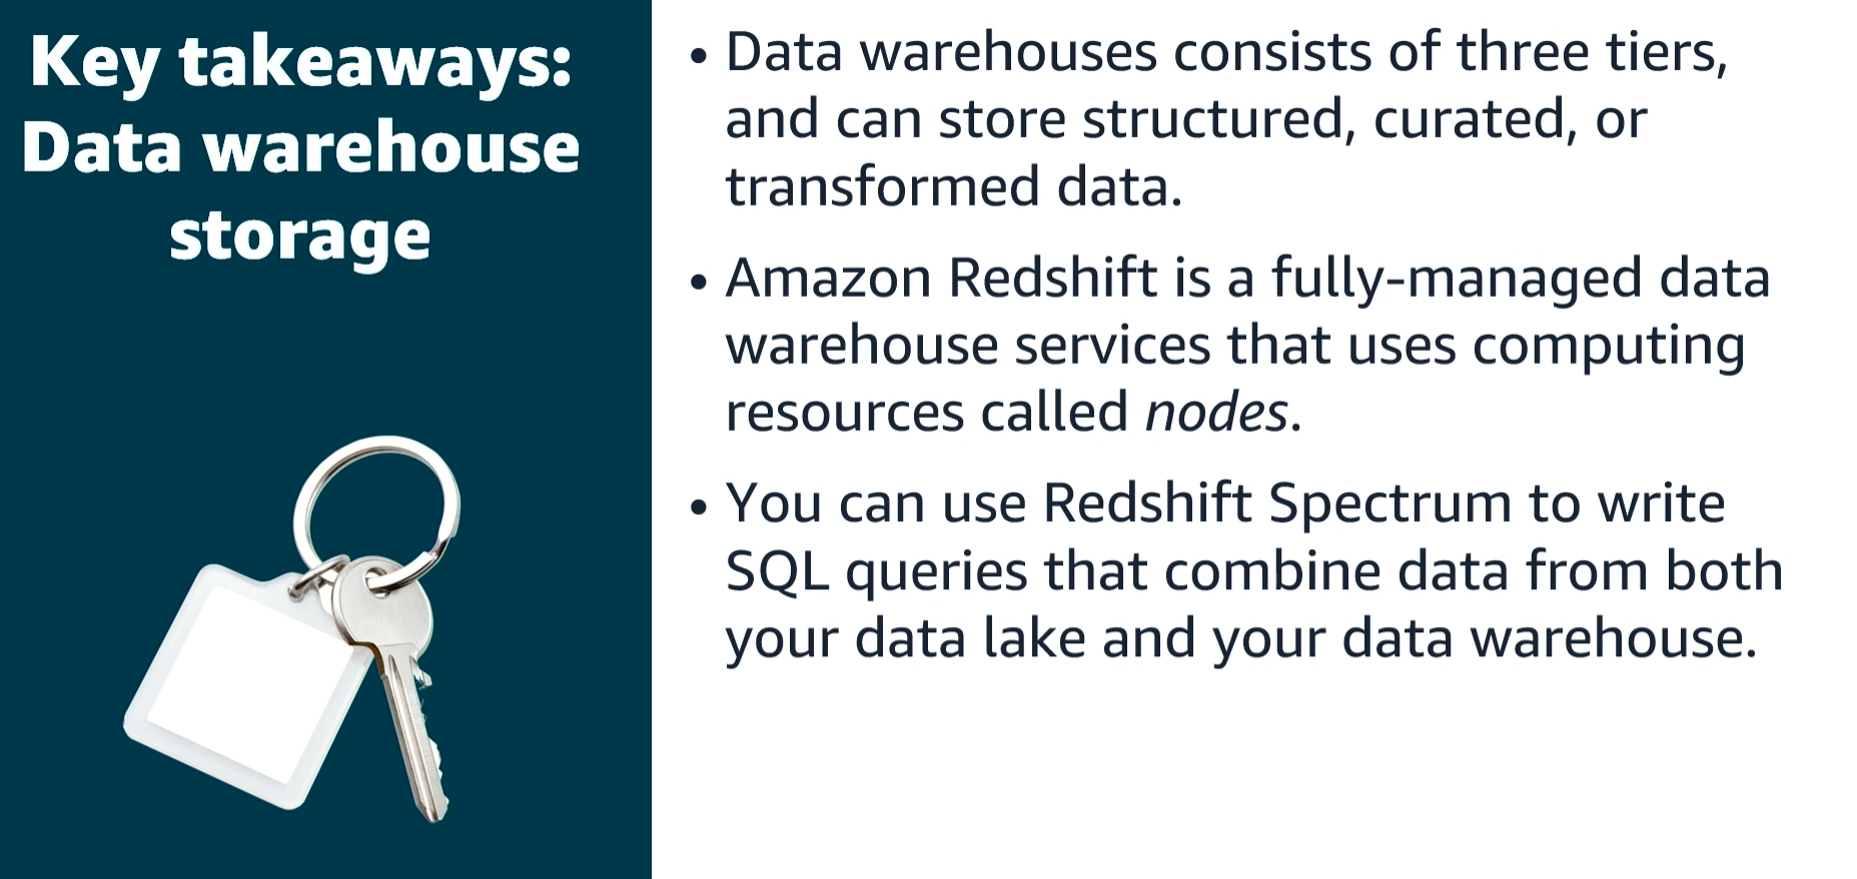 Key takeaways:
Data warehouse
storage
• Data warehouses consists of three tiers,
and can store structured, curated, or
transformed data.
• Amazon Redshift is a fully-managed data
warehouse services that uses computing
resources called nodes.
• You can use Redshift Spectrum to write
SQL queries that combine data from both
your data lake and your data warehouse.